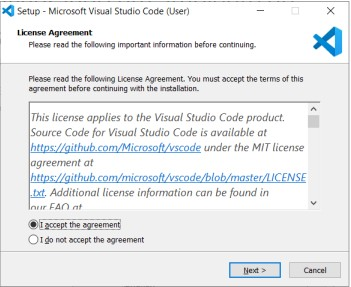 Setup - Microsoft Visual Studio Code (User)
License Agreement
Please read the following important information before continuing.
Please read the following License Agreement. You must accept the terms of this
agreement before continuing with the installation.
This license applies to the Visual Studio Code product.
Source Code for Visual Studio Code is available at
https://github.com/Microsoft/vscode under the MIT license
agreement at
https://github.com/microsoft/vscode/blob/master/LICENSE
.txt. Additional license information can be found in
our FAQ at
I accept the agreement
I do not accept the agreement
Next >
Cancel